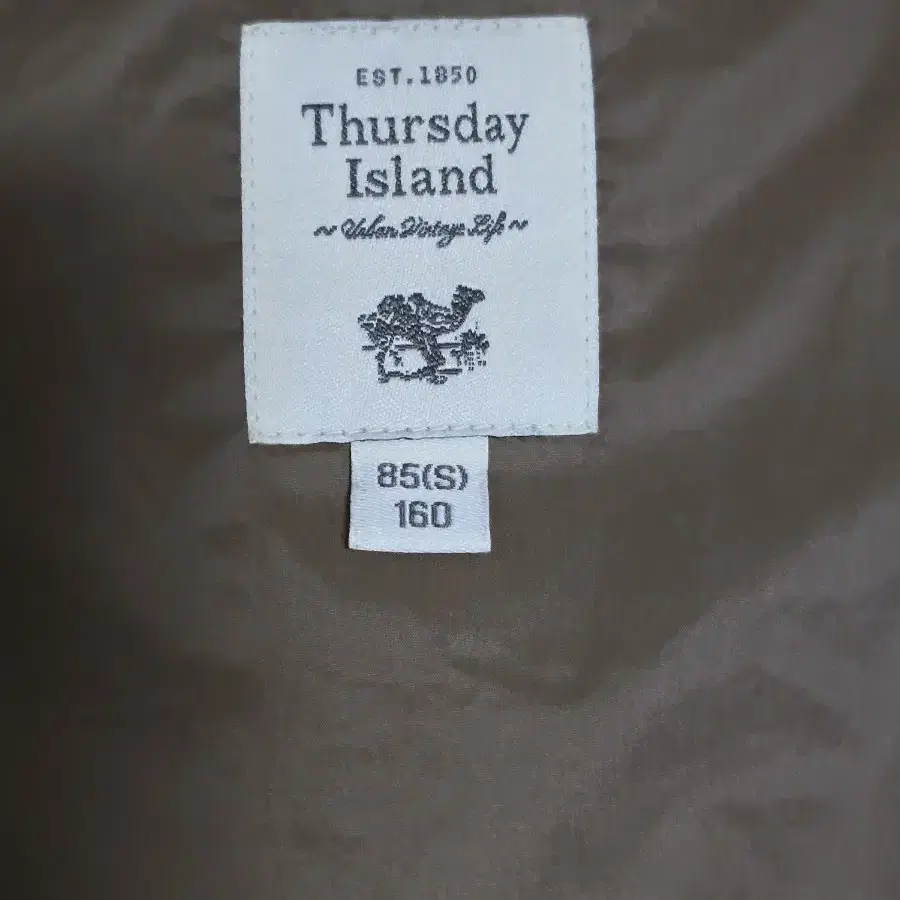 EST.1850
Thursday
Island
~ Urban Vintage Life ~
85(S)
160